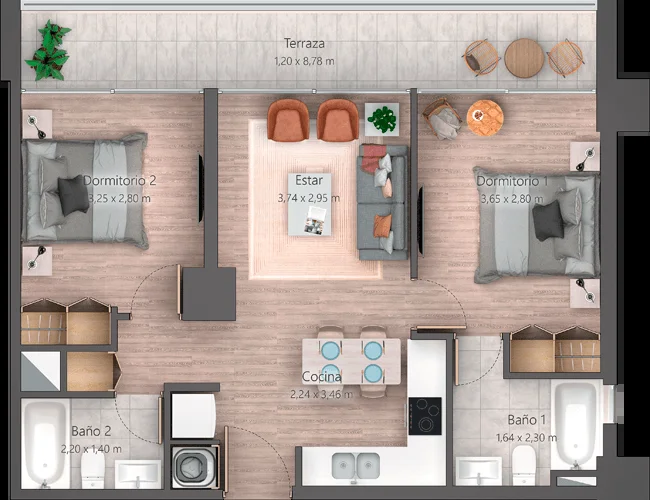 Terraza
1,20 x 8,78 m
Dormitorio 2
3,25 x 2,80 m
Estar
3,74 x 2,95 m
Dormitorio 1
3,65 x 2,80 m
Cocina
2,24 x 3,46 m
Baño 2
2,20 x 1,40 m
Baño 1
1,64 x 2,30 m